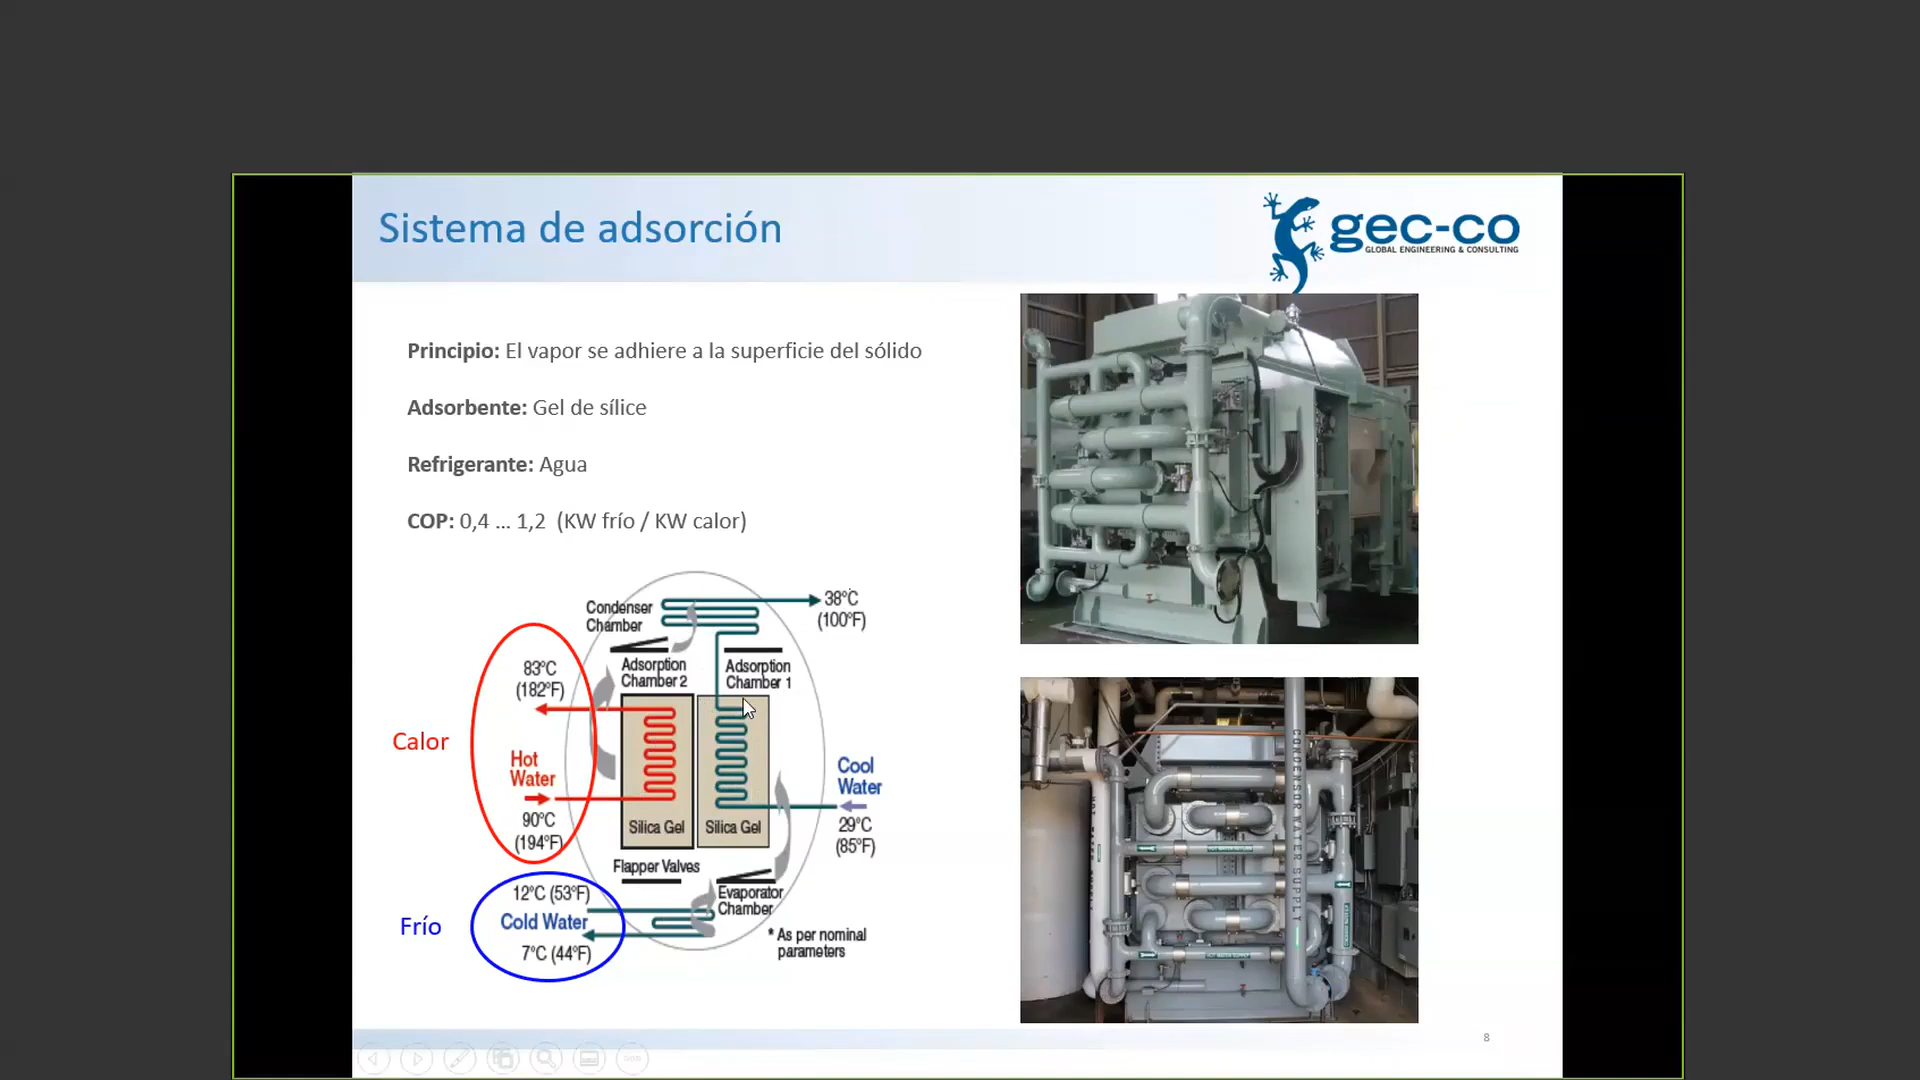 Sistema de adsorción
gec-co
GLOBAL ENGINEERING & CONSULTING
Principio: El vapor se adhiere a la superficie del sólido
Adsorbente: Gel de sílice
Refrigerante: Agua
COP: 0,4 ... 1,2 (KW frío / KW calor)
Condenser
Chamber
38°C
(100°F)
Adsorption
Chamber 2
Adsorption
Chamber 1
83°C
(182°F)
Calor
Hot
Water
90°C
(194°F)
Silica Gel
Silica Gel
Cool
Water
29°C
(85°F)
Flapper Valves
12°C (53°F)
Cold Water
7°C (44°F)
Frío
Evaporator
Chamber
* As per nominal
parameters
CONDENSOR WATER SUPPLY
8